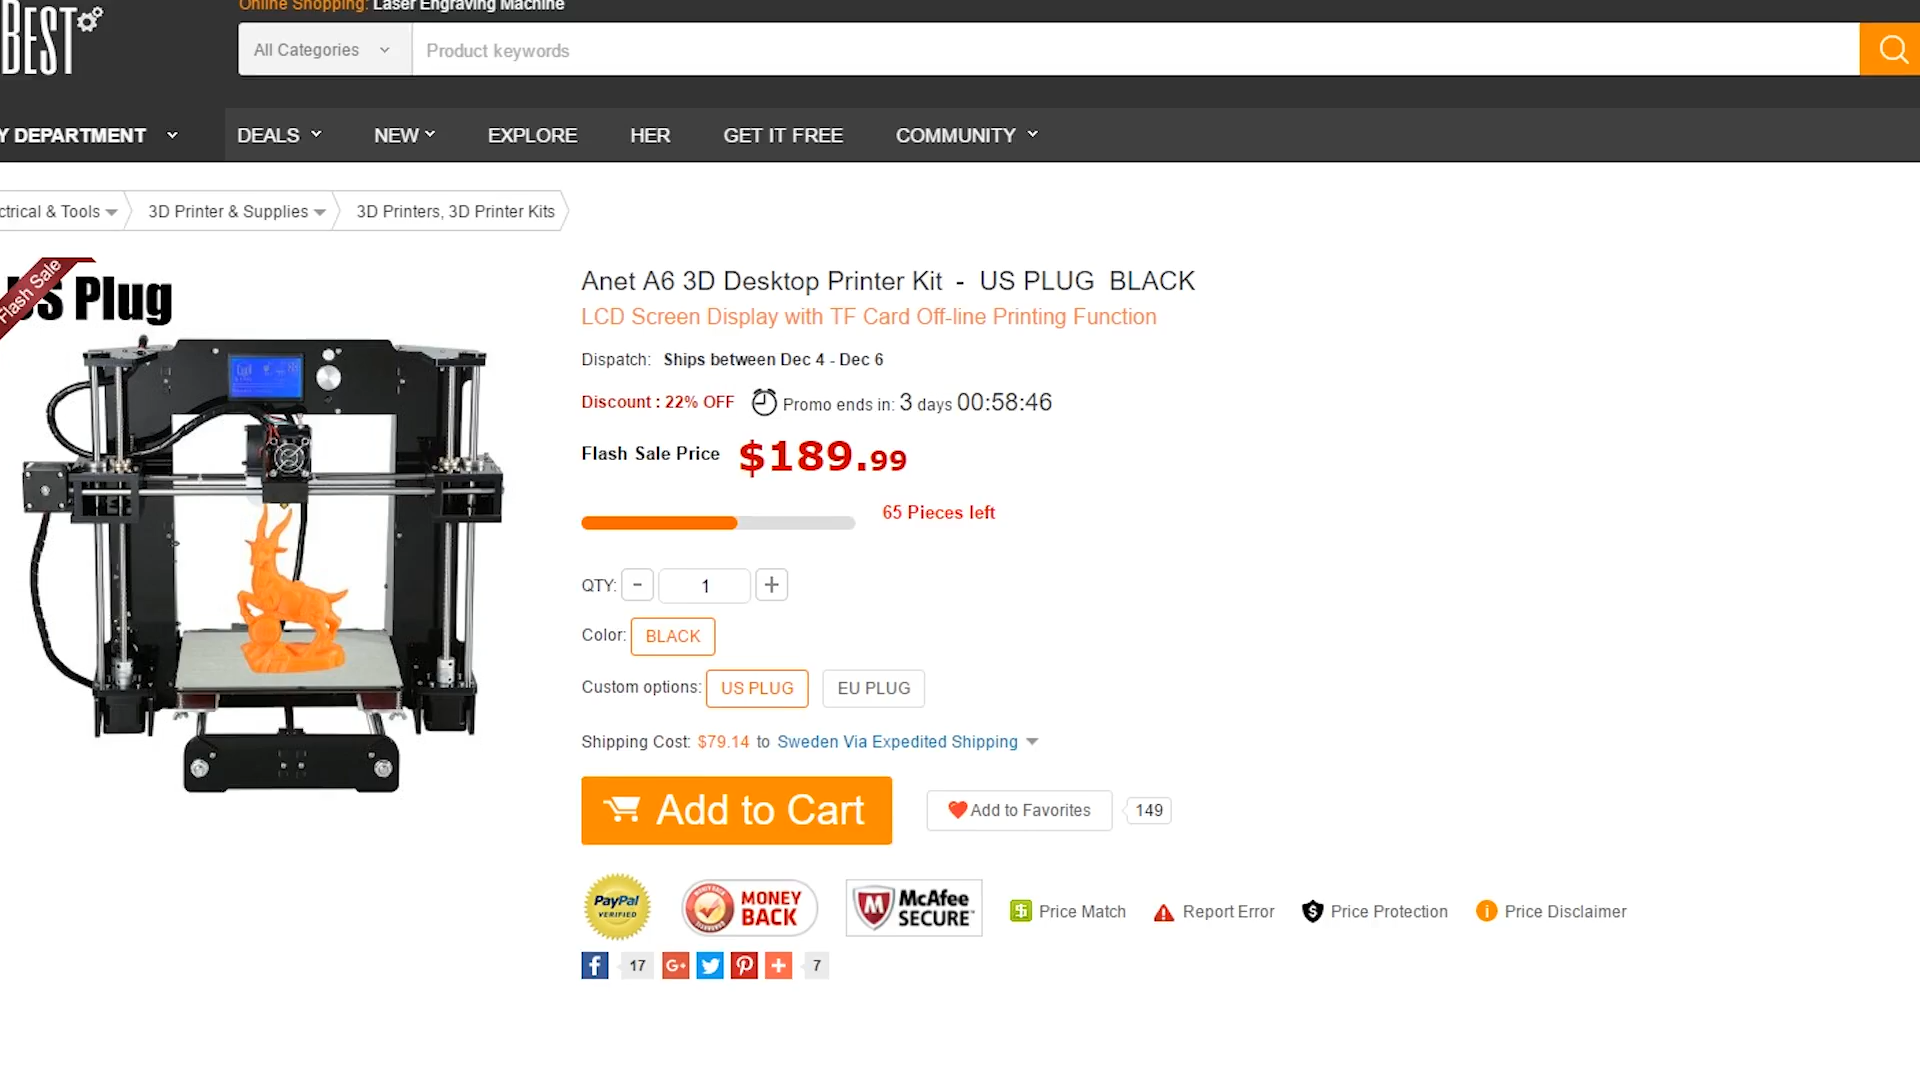 Online Shopping: Laser Engraving Machine
BEST
All Categories
Product keywords
Y DEPARTMENT
DEALS
NEW
EXPLORE
HER
GET IT FREE
COMMUNITY
ctrical & Tools
3D Printer & Supplies
3D Printers, 3D Printer Kits
Flash Sale
US Plug
Anet A6 3D Desktop Printer Kit - US PLUG BLACK
LCD Screen Display with TF Card Off-line Printing Function
Dispatch: Ships between Dec 4 - Dec 6
Discount : 22% OFF Promo ends in: 3 days 00:58:46
Flash Sale Price $189.99
65 Pieces left
QTY: - 1 +
Color: BLACK
Custom options: US PLUG EU PLUG
Shipping Cost: $79.14 to Sweden Via Expedited Shipping
Add to Cart
Add to Favorites
149
PayPal
VERIFIED
MONEY
BACK
McAfee
SECURE
Price Match
Report Error
Price Protection
Price Disclaimer
17
7